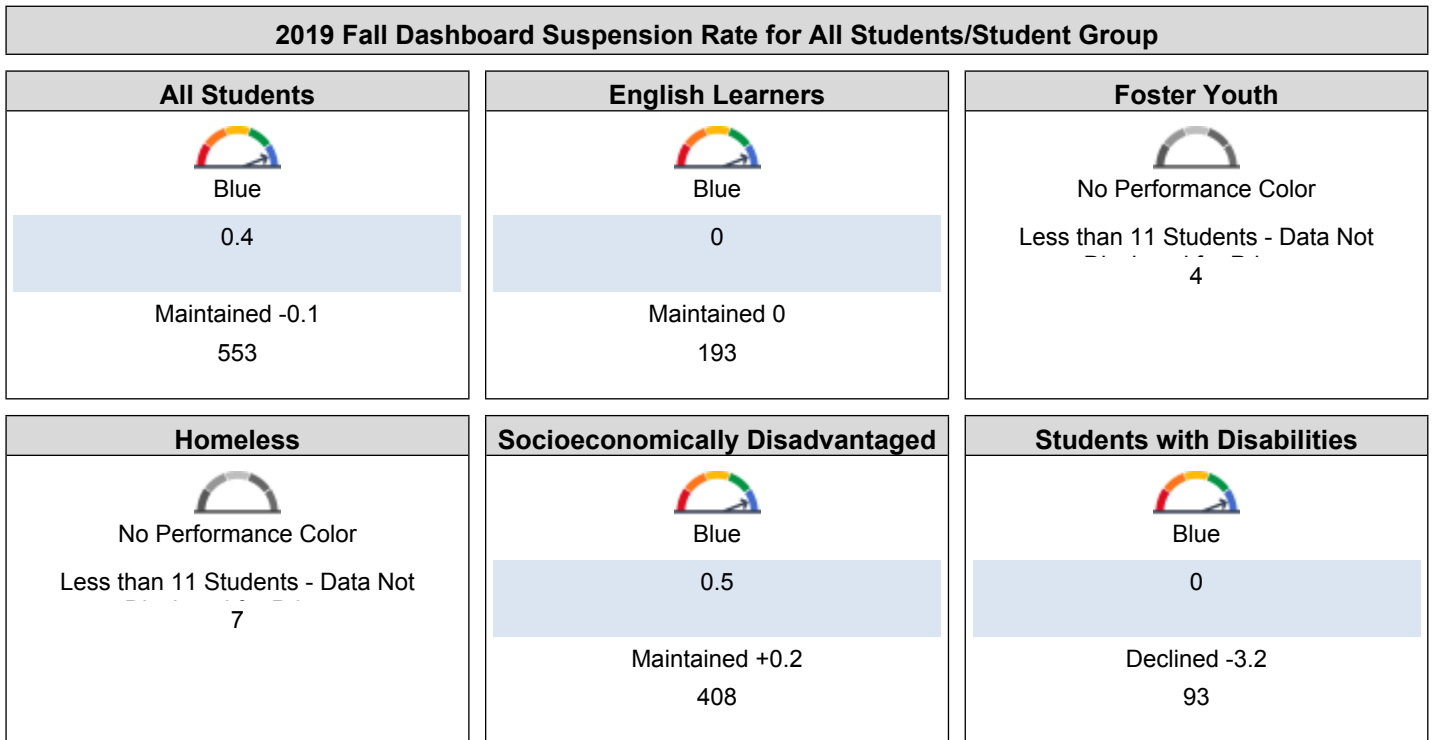 2019 Fall Dashboard Suspension Rate for All Students/Student Group
All Students
Blue
0.4
Maintained -0.1
553
English Learners
Blue
0
Maintained 0
193
Foster Youth
No Performance Color
Less than 11 Students - Data Not
4
Homeless
No Performance Color
Less than 11 Students - Data Not
7
Socioeconomically Disadvantaged
Blue
0.5
Maintained +0.2
408
Students with Disabilities
Blue
0
Declined -3.2
93